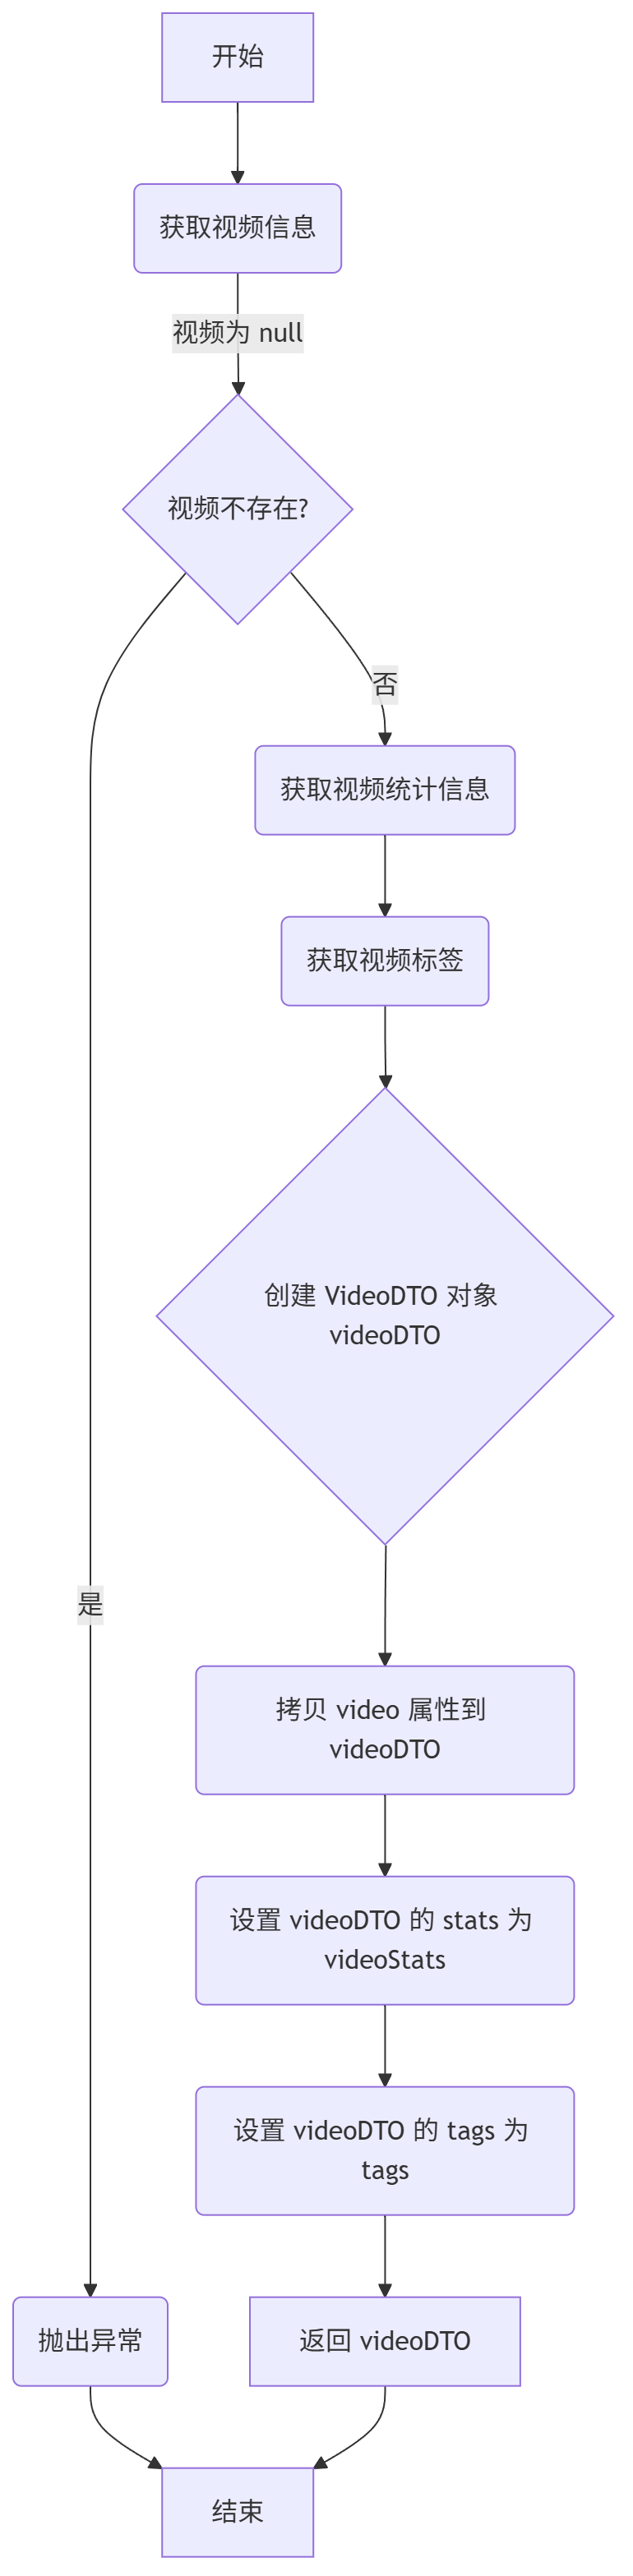 开始
获取视频信息
视频为 null
视频不存在?
否
获取视频统计信息
获取视频标签
创建 VideoDTO 对象
videoDTO
是
拷贝 video 属性到
videoDTO
设置 videoDTO 的 stats 为
videoStats
设置 videoDTO 的 tags 为
tags
抛出异常
返回 videoDTO
结束